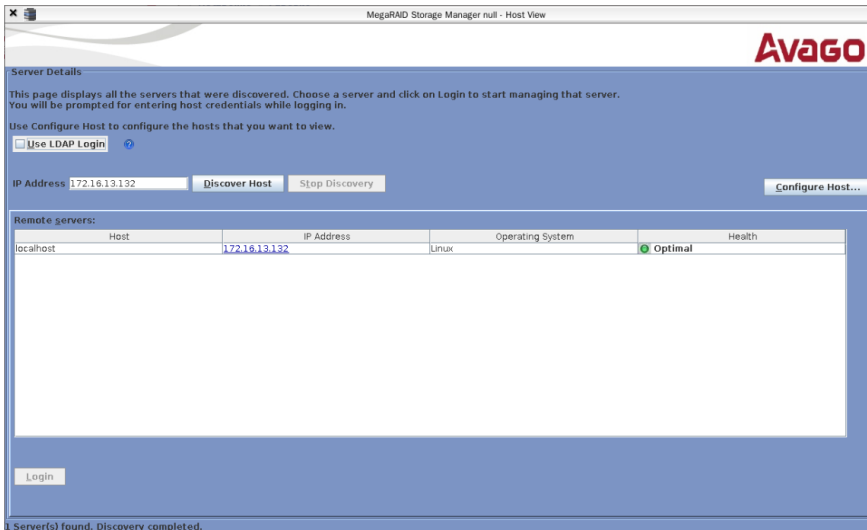 MegaRAID Storage Manager null - Host View
Avago
Server Details
This page displays all the servers that were discovered. Choose a server and click on Login to start managing that server.
You will be prompted for entering host credentials while logging in.
Use Configure Host to configure the hosts that you want to view.
Use LDAP Login
IP Address 172.16.13.132 Discover Host Stop Discovery
Configure Host...
Remote servers:
Host IP Address Operating System Health
localhost 172.16.13.132 Linux Optimal
Login
1 Server(s) found. Discovery completed.